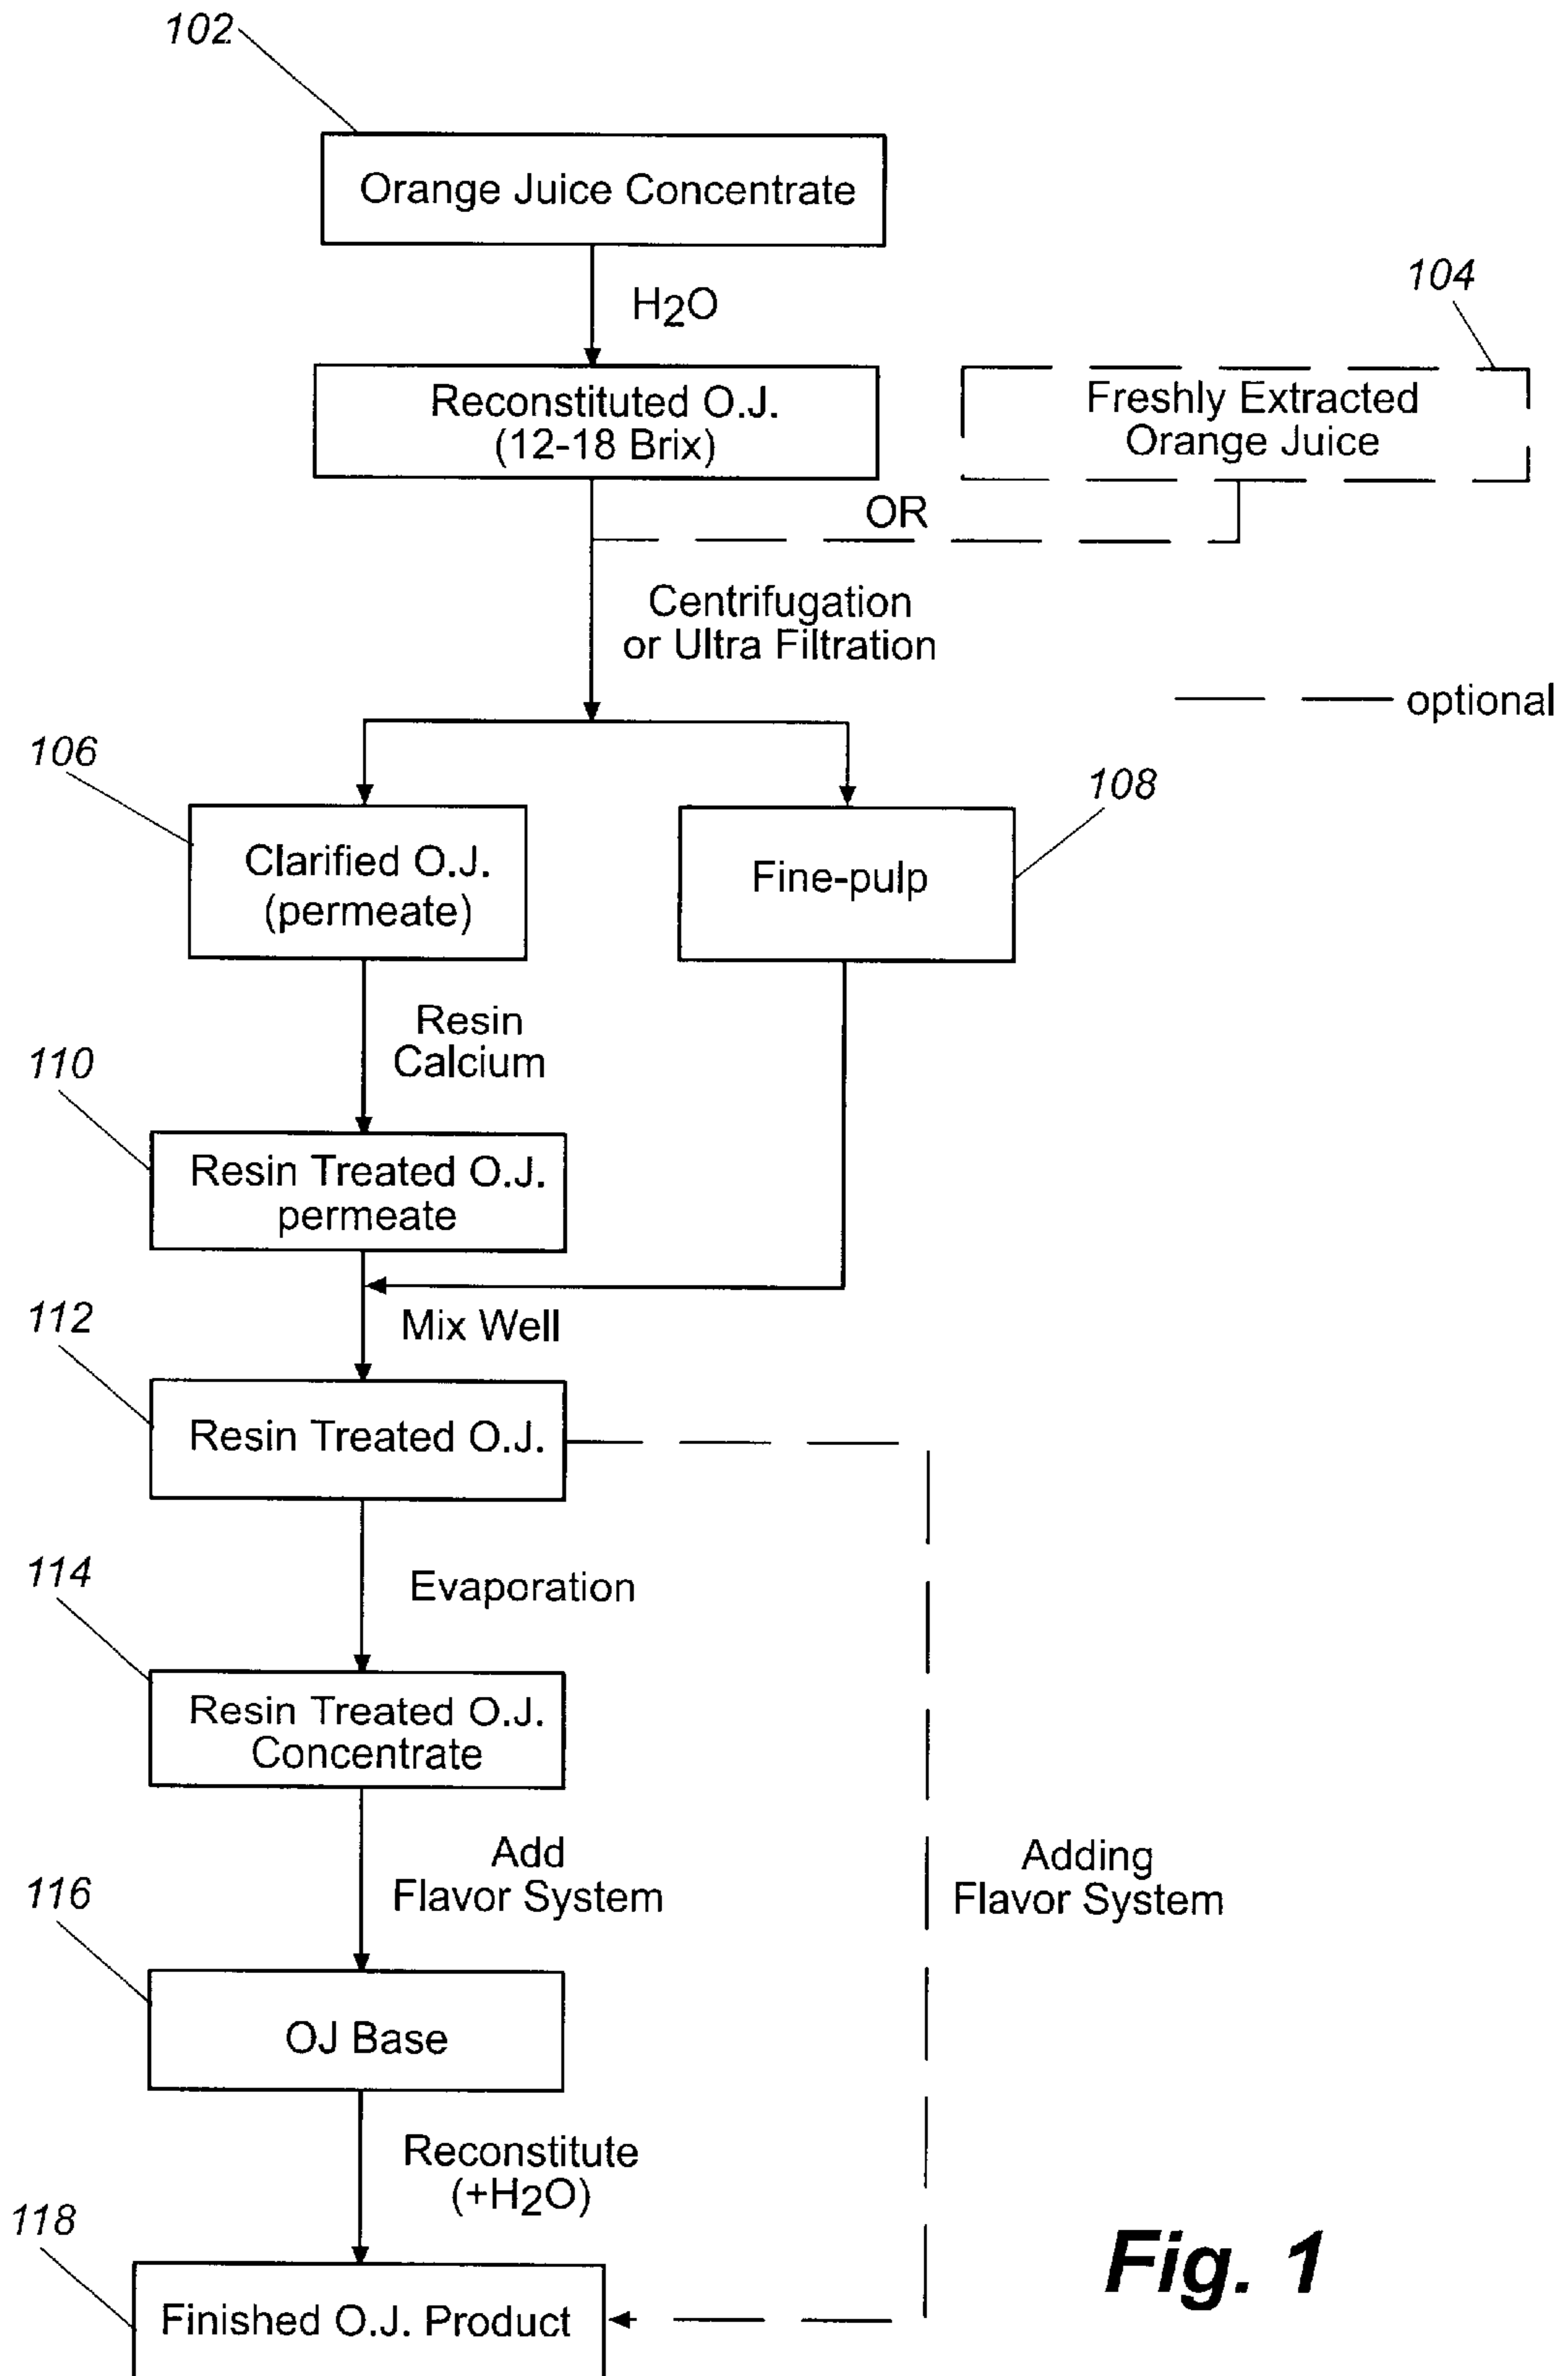 102
Orange Juice Concentrate
H2O
104
Reconstituted O.J.
(12-18 Brix)
Freshly Extracted
Orange Juice
OR
Centrifugation
or Ultra Filtration
optional
106
108
Clarified O.J.
(permeate)
Fine-pulp
Resin
Calcium
110
Resin Treated O.J.
permeate
112
Mix Well
Resin Treated O.J.
114
Evaporation
Resin Treated O.J.
Concentrate
Add
Flavor System
Adding
Flavor System
116
OJ Base
Reconstitute
(+H2O)
118
Finished O.J. Product
Fig. 1